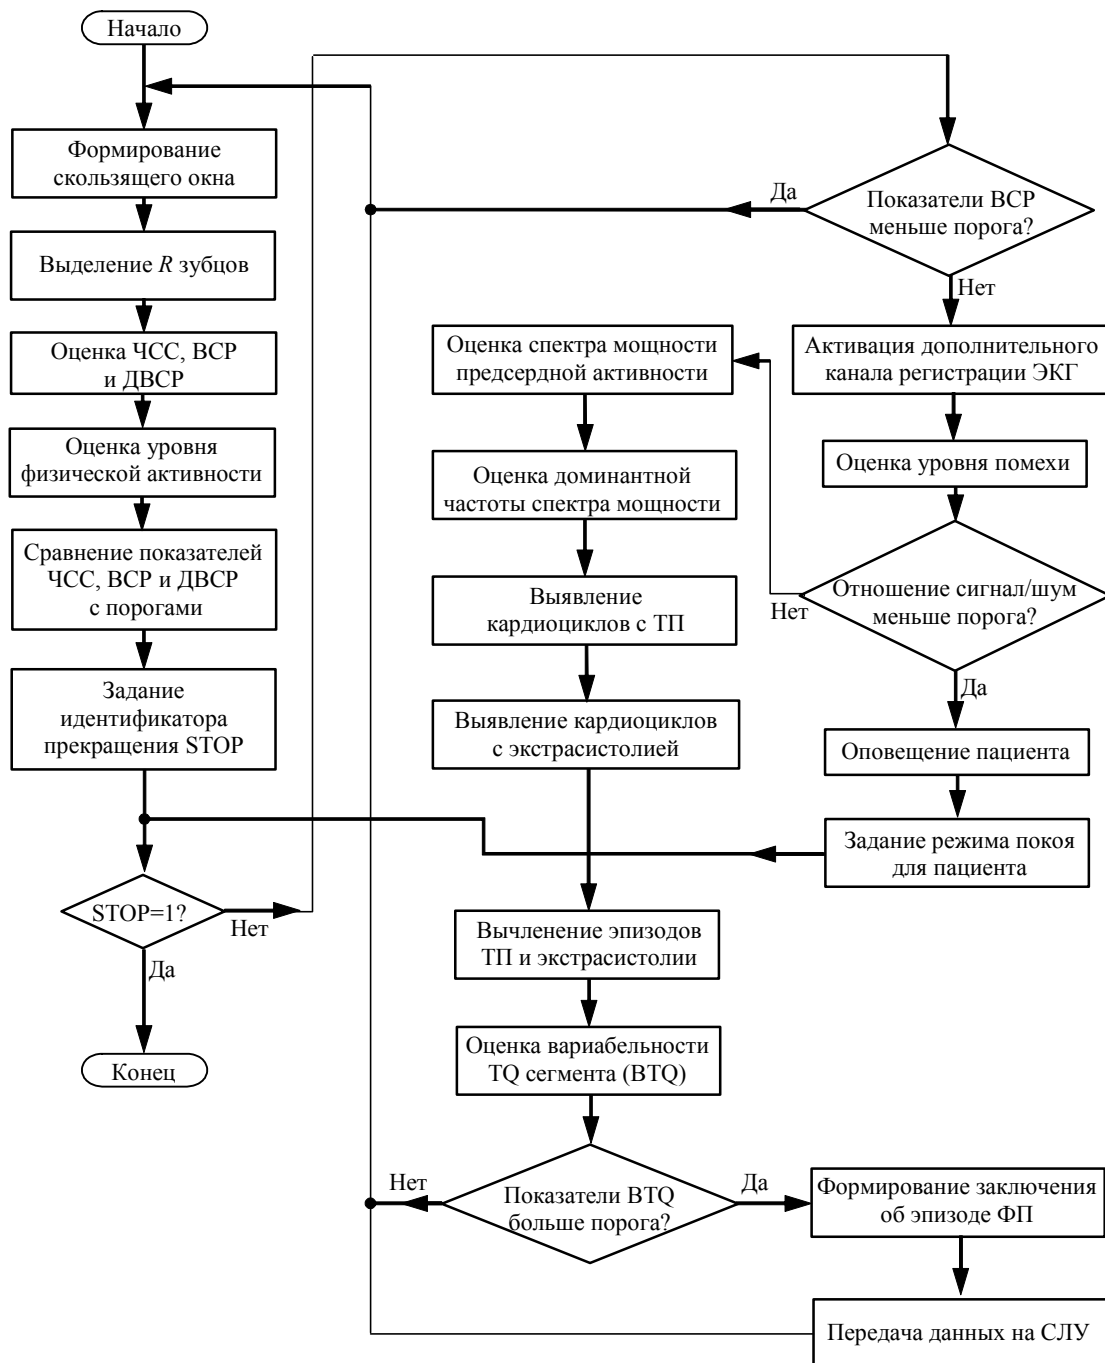 Начало
Формирование
скользящего окна
Выделение R зубцов
Оценка ЧСС, ВСР
и ДВСР
Оценка уровня
физической активности
Сравнение показателей
ЧСС, ВСР и ДВСР
с порогами
Задание
идентификатора
прекращения STOP
STOP=1?
Нет
Да
Конец
Показатели ВСР
меньше порога?
Да
Нет
Активация дополнительного
канала регистрации ЭКГ
Оценка уровня помехи
Отношение сигнал/шум
меньше порога?
Нет
Да
Оповещение пациента
Задание режима покоя
для пациента
Оценка спектра мощности
предсердной активности
Оценка доминантной
частоты спектра мощности
Выявление
кардиоциклов с ТП
Выявление кардиоциклов
с экстрасистолией
Вычленение эпизодов
ТП и экстрасистолии
Оценка вариабельности
TQ сегмента (ВTQ)
Показатели ВTQ
больше порога?
Нет
Да
Формирование заключения
об эпизоде ФП
Передача данных на СЛУ